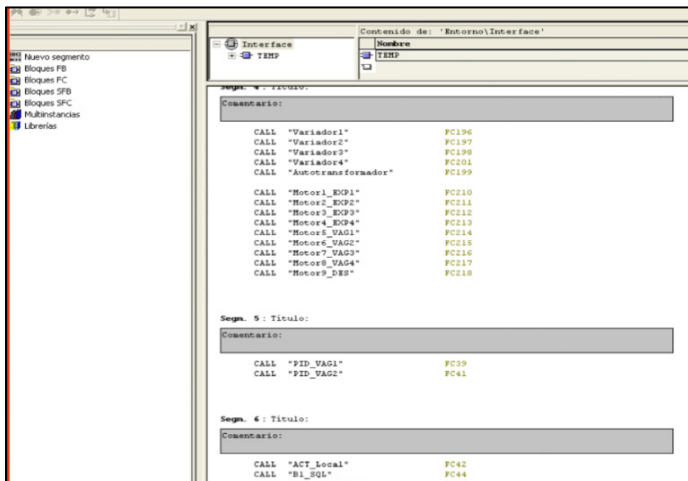 Contenido de: 'Entorno\Interface'
Interface
TEMP
Nombre
TEMP
Nuevo segmento
Bloques FB
Bloques FC
Bloques SFB
Bloques SFC
Multinstancias
Librerías
Segm. 4 : Título:
Comentario:
CALL "Variador1" FC196
CALL "Variador2" FC197
CALL "Variador3" FC198
CALL "Variador4" FC201
CALL "Autotransformador" FC199
CALL "Motor1_EXP1" FC210
CALL "Motor2_EXP2" FC211
CALL "Motor3_EXP3" FC212
CALL "Motor4_EXP4" FC213
CALL "Motor5_VAG1" FC214
CALL "Motor6_VAG2" FC215
CALL "Motor7_VAG3" FC216
CALL "Motor8_VAG4" FC217
CALL "Motor9_DES" FC218
Segm. 5 : Título:
Comentario:
CALL "PID_VAG1" FC39
CALL "PID_VAG2" FC41
Segm. 6 : Título:
Comentario:
CALL "ACT_Local" FC42
CALL "B1_SQL" FC44